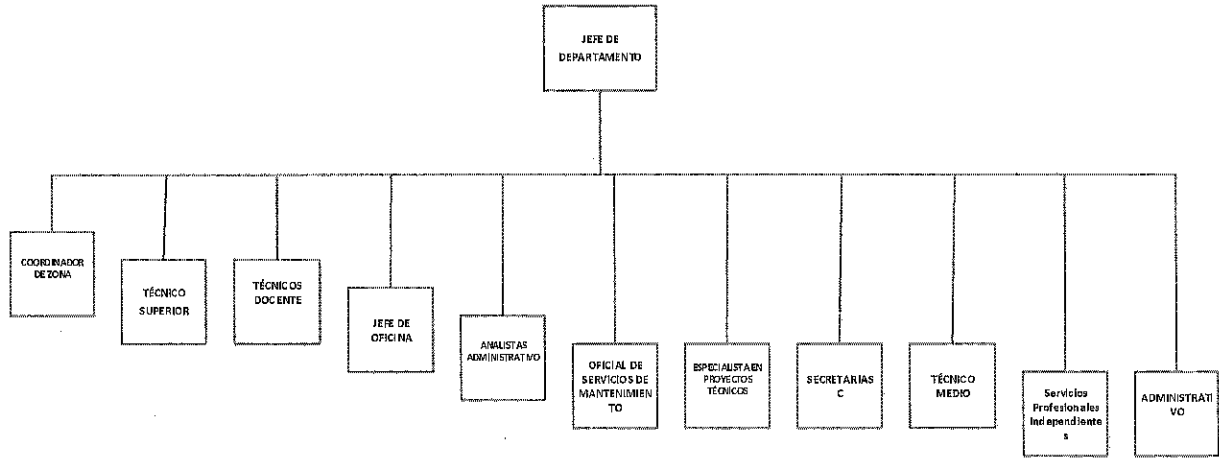 JEFE DE
DEPARTAMENTO
COORDINADOR
DE ZONA
TÉCNICO
SUPERIOR
TÉCNICOS
DOCENTE
JEFE DE
OFICINA
ANALISTAS
ADMINISTRATIVO
OFICIAL DE
SERVICIOS DE
MANTENIMIE
TO
ESPECIALISTA EN
PROYECTOS
TÉCNICOS
SECRETARIAS
C
TÉCNICO
MEDIO
Servicios
Profesionales
Independiente
s
ADMINISTRATI
VO